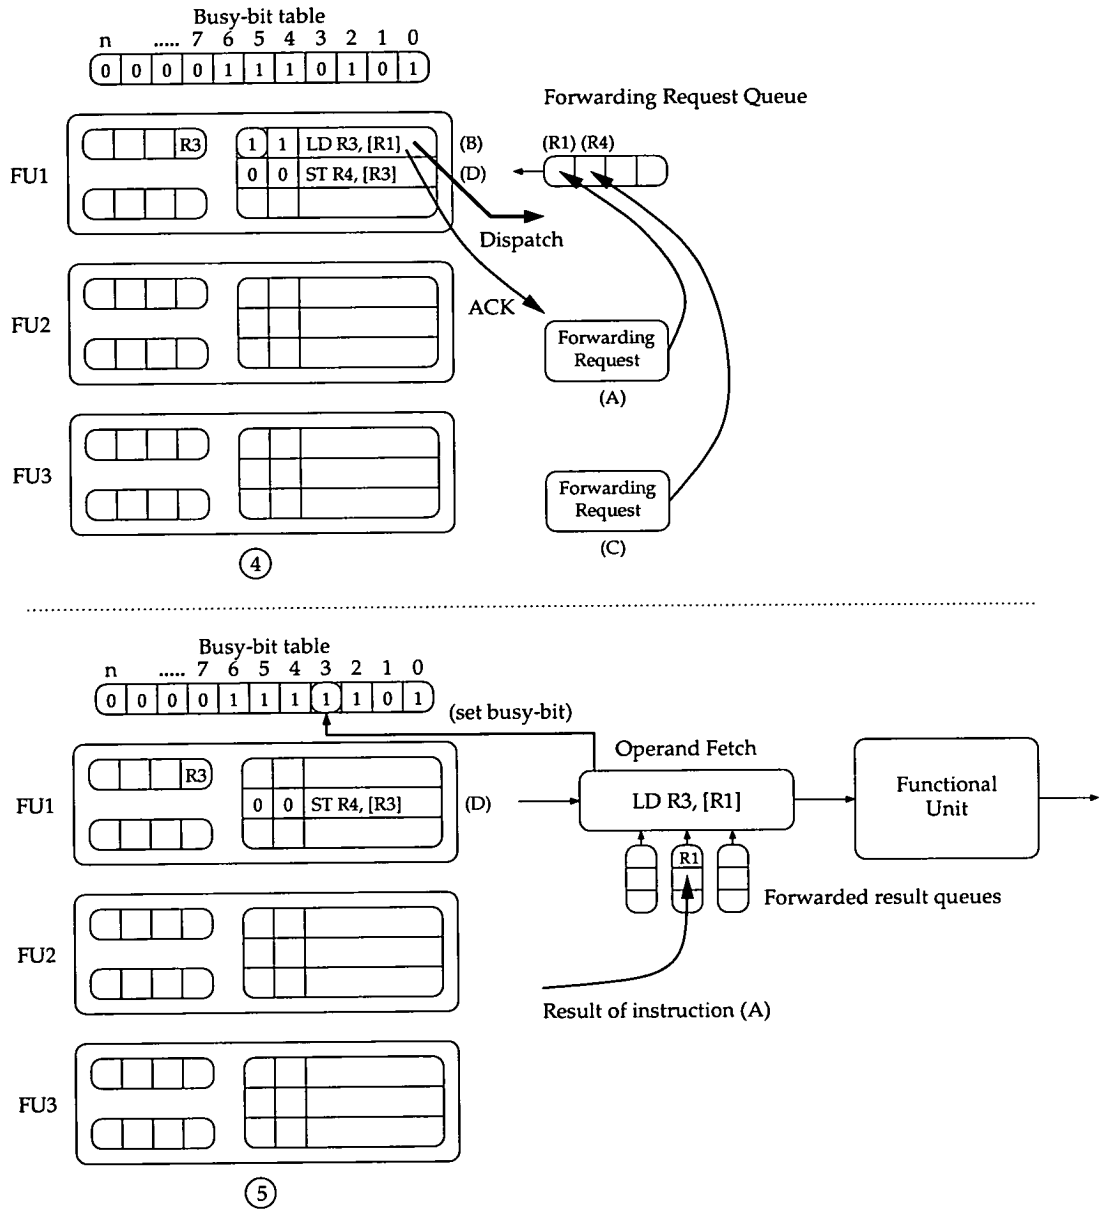 Busy-bit table
n ..... 7 6 5 4 3 2 1 0
0 0 0 0 1 1 1 0 1 0 1
Forwarding Request Queue
(R1) (R4)
FU1
R3
1 1 LD R3, [R1]
(B)
0 0 ST R4, [R3]
(D)
Dispatch
ACK
FU2
Forwarding
Request
(A)
FU3
Forwarding
Request
(C)
4
Busy-bit table
n ..... 7 6 5 4 3 2 1 0
0 0 0 0 1 1 1 1 1 0 1
(set busy-bit)
Operand Fetch
FU1
R3
0 0 ST R4, [R3]
(D)
LD R3, [R1]
Functional
Unit
R1
Forwarded result queues
FU2
Result of instruction (A)
FU3
5